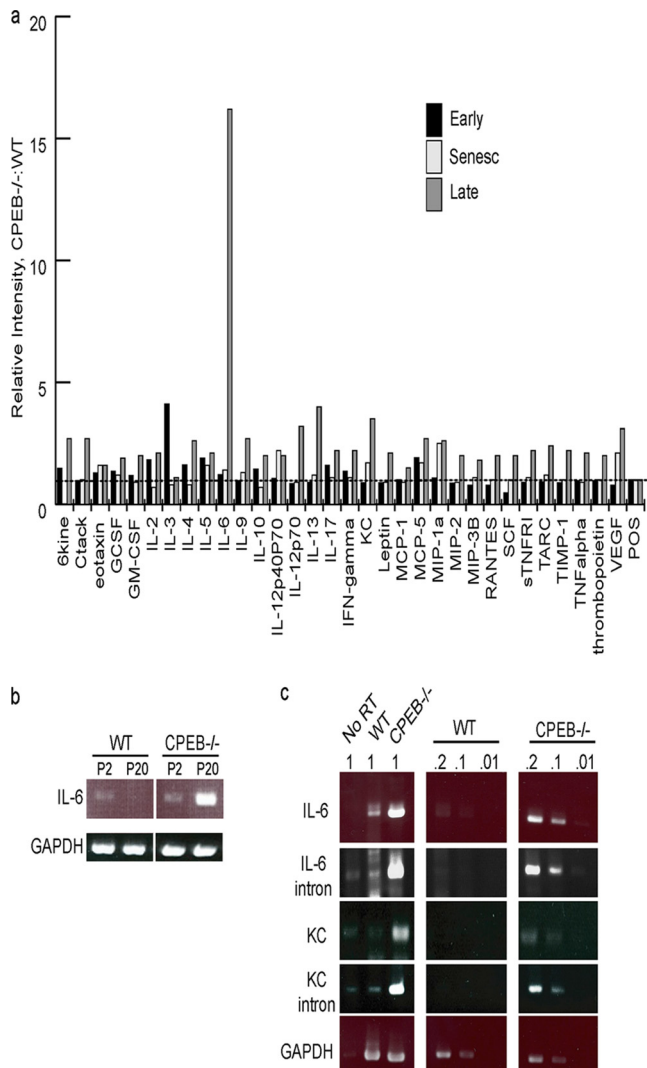 a
Relative Intensity, CPEB-/-:WT
20
15
10
5
0
Early
Senesc
Late
6kine
Ctack
eotaxin
GCSF
GM-CSF
IL-2
IL-3
IL-4
IL-5
IL-6
IL-9
IL-10
IL-12p40P70
IL-12p70
IL-13
IL-17
IFN-gamma
KC
Leptin
MCP-1
MCP-5
MIP-1a
MIP-2
MIP-3B
RANTES
SCF
sTNFRI
TARC
TIMP-1
TNFalpha
thrombopoietin
VEGF
POS
b
WT CPEB-/-
P2 P20 P2 P20
IL-6
GAPDH
c
No RT WT CPEB-/- WT CPEB-/-
1 1 1 .2 .1 .01 .2 .1 .01
IL-6
IL-6
intron
KC
KC
intron
GAPDH